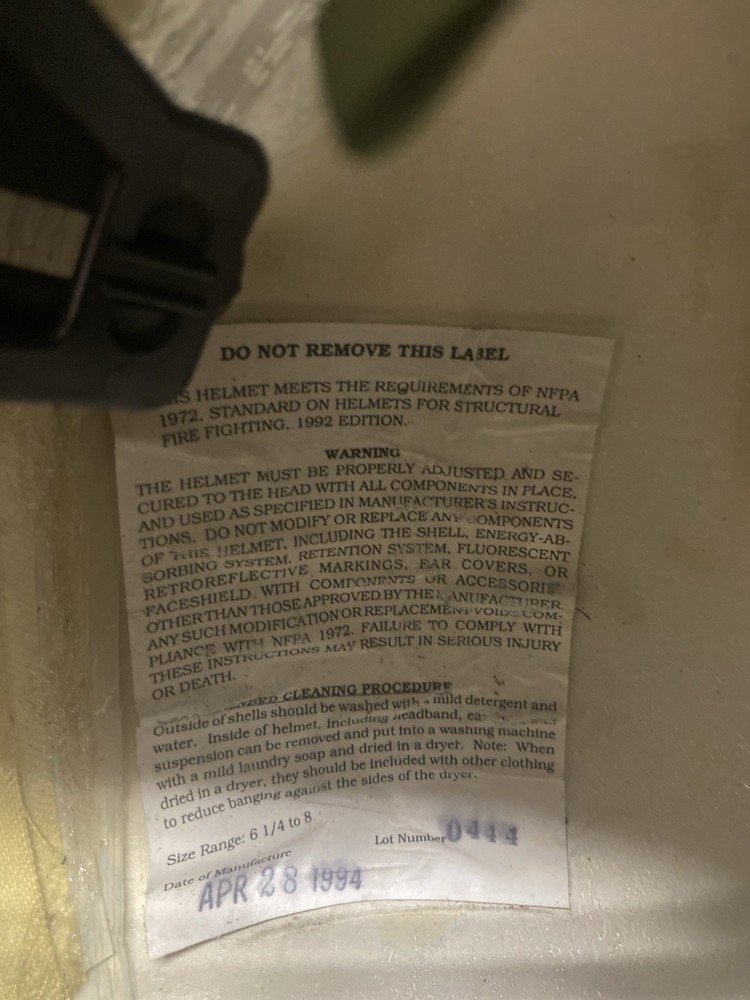 DO NOT REMOVE THIS LABEL
HELMET MEETS THE REQUIREMENTS OF NFPA
1972, STANDARD ON HELMETS FOR STRUCTURAL
FIRE FIGHTING, 1992 EDITION.
WARNING
THE HELMET MUST BE PROPERLY ADJUSTED AND SE-
CURED TO THE HEAD WITH ALL COMPONENTS IN PLACE,
AND USED AS SPECIFIED IN MANUFACTURER'S INSTRUC-
TIONS. DO NOT MODIFY OR REPLACE ANY COMPONENTS
OF THIS HELMET, INCLUDING THE SHELL, ENERGY-AB-
SORBING SYSTEM, RETENTION SYSTEM, FLUORESCENT
RETROREFLECTIVE MARKINGS, EAR COVERS, OR
FACESHIELD, WITH COMPONENTS OR ACCESSORIES
OTHER THAN THOSE APPROVED BY THE MANUFACTURER.
ANY SUCH MODIFICATION OR REPLACEMENT VOIDS COM-
PLIANCE WITH NFPA 1972. FAILURE TO COMPLY WITH
THESE INSTRUCTIONS MAY RESULT IN SERIOUS INJURY
OR DEATH.
CLEANING PROCEDURE
Outside of shells should be washed with a mild detergent and
water. Inside of helmet, including headband,
suspension can be removed and put into a washing machine
with a mild laundry soap and dried in a dryer. Note: When
dried in a dryer, they should be included with other clothing
to reduce banging against the sides of the dryer.
Size Range: 6 1/4 to 8
Lot Number 0444
Date of Manufacture
APR 28 1994